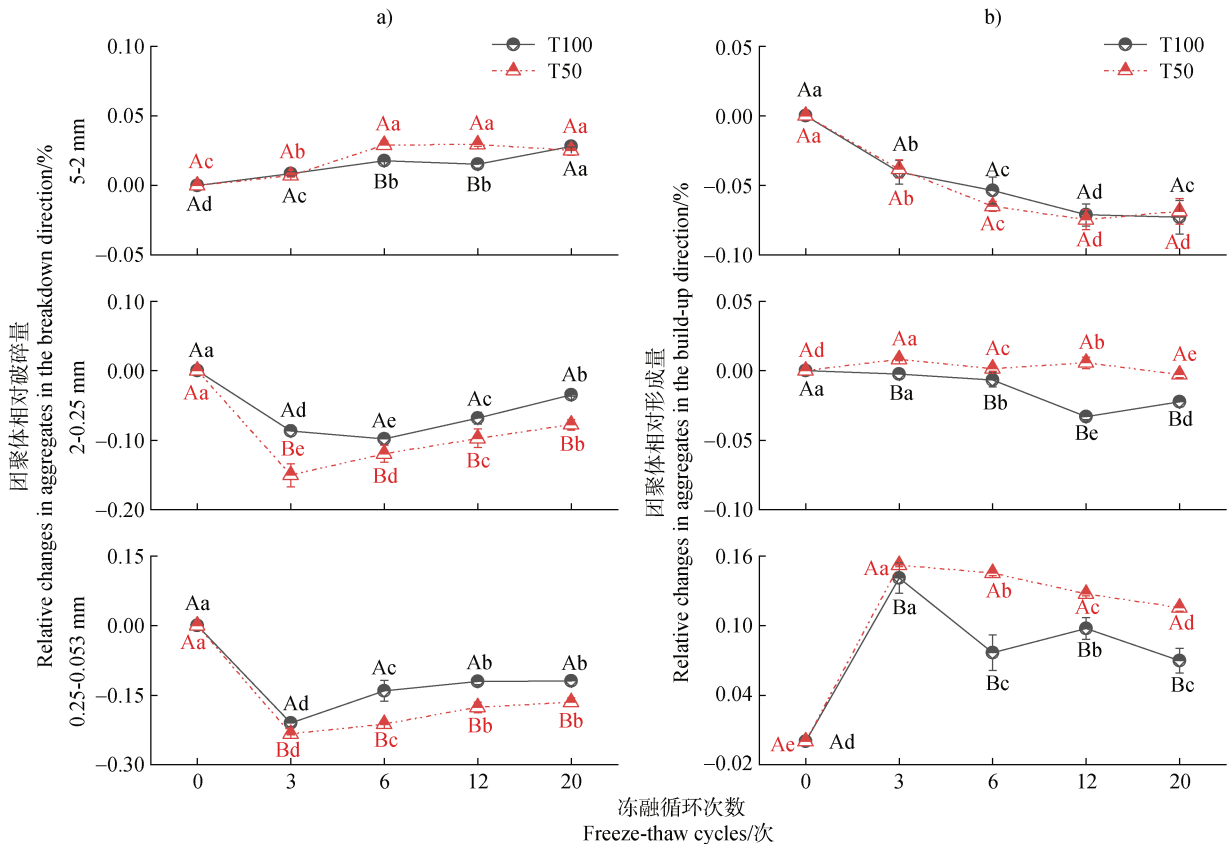 a)
T100
T50
0.10
0.05
0.00
−0.05
Ac
Ab
Aa
Aa
Aa
Ad
Ac
Bb
Bb
Aa
0.10
0.00
−0.10
−0.20
Aa
Ad
Ae
Ac
Ab
Aa
Be
Bd
Bc
Bb
0.15
0.00
−0.15
−0.30
Aa
Ad
Ac
Ab
Ab
Aa
Bd
Bc
Bb
Bb
0
3
6
12
20
5-2 mm
2-0.25 mm
0.25-0.053 mm
团聚体相对破碎量
Relative changes in aggregates in the breakdown direction/%
b)
T100
T50
0.05
0.00
−0.05
−0.10
Aa
Ab
Ac
Ad
Ac
Aa
Ab
Ac
Ad
Ad
0.05
0.00
−0.05
−0.10
Ad
Aa
Ac
Ab
Ae
Aa
Ba
Bb
Be
Bd
0.16
0.10
0.04
−0.02
Ae
Aa
Ab
Ac
Ad
Ad
Ba
Bc
Bb
Bc
0
3
6
12
20
团聚体相对形成量
Relative changes in aggregates in the build-up direction/%
冻融循环次数
Freeze-thaw cycles/次